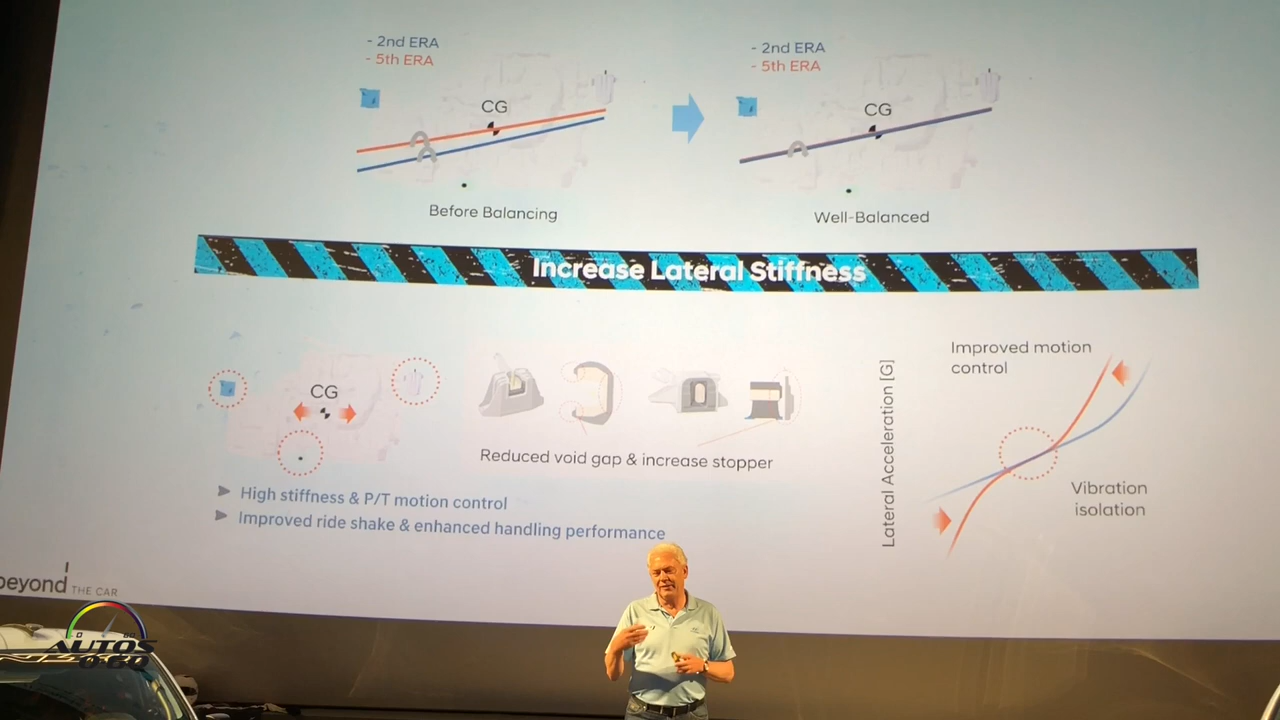 - 2nd ERA
- 5th ERA
CG
Before Balancing
- 2nd ERA
- 5th ERA
CG
Well-Balanced
Increase Lateral Stiffness
CG
Reduced void gap & increase stopper
High stiffness & P/T motion control
Improved ride shake & enhanced handling performance
Lateral Acceleration [G]
Improved motion
control
Vibration
isolation
beyond THE CAR
AUTOS
0-60